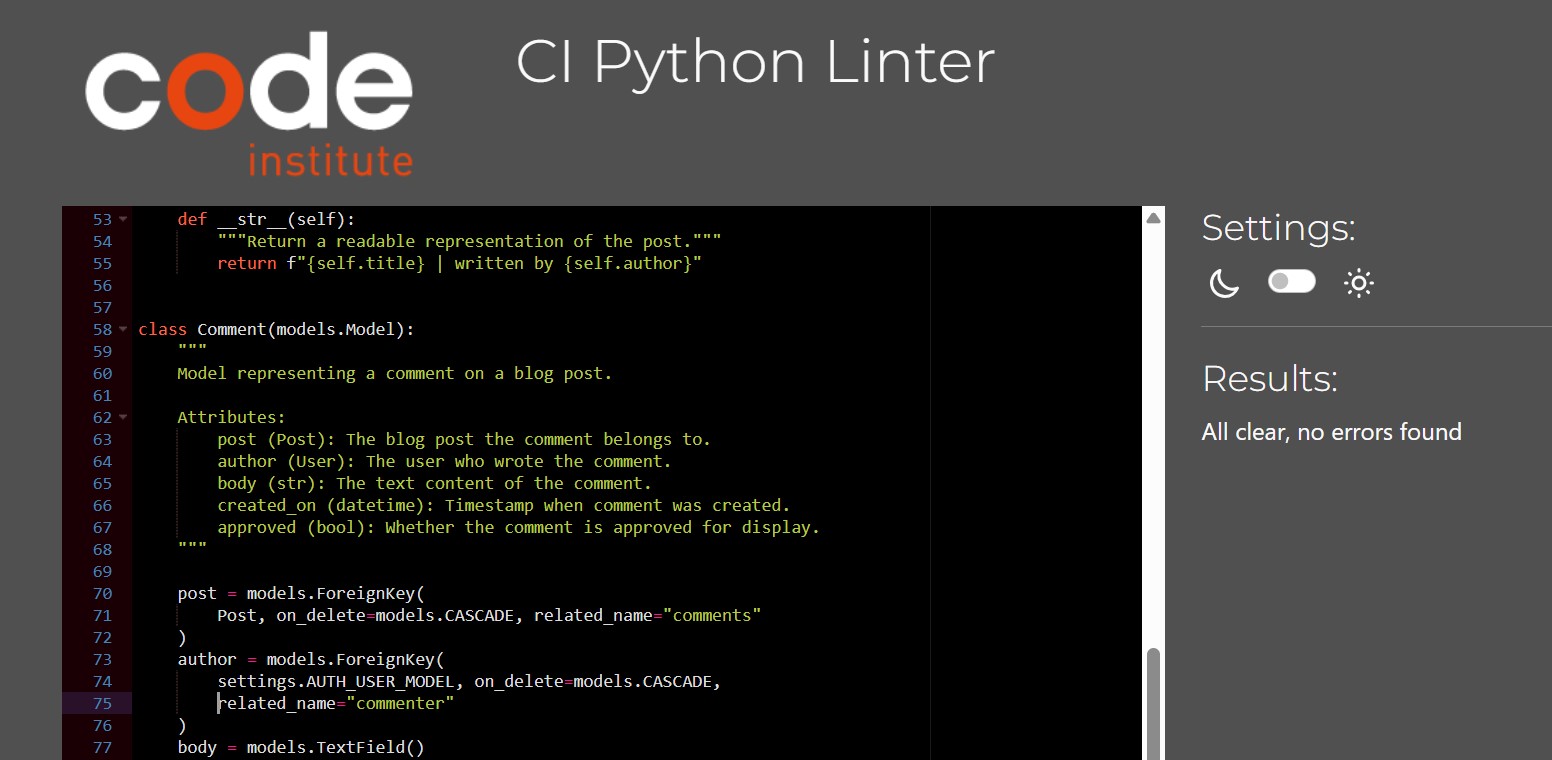 code
institute
CI Python Linter
53 def __str__(self):
54 """Return a readable representation of the post."""
55 return f"{self.title} | written by {self.author}"
56
57
58 class Comment(models.Model):
59 """
60 Model representing a comment on a blog post.
61
62 Attributes:
63 post (Post): The blog post the comment belongs to.
64 author (User): The user who wrote the comment.
65 body (str): The text content of the comment.
66 created_on (datetime): Timestamp when comment was created.
67 approved (bool): Whether the comment is approved for display.
68 """
69
70 post = models.ForeignKey(
71 Post, on_delete=models.CASCADE, related_name="comments"
72 )
73 author = models.ForeignKey(
74 settings.AUTH_USER_MODEL, on_delete=models.CASCADE,
75 related_name="commenter"
76 )
77 body = models.TextField()
Settings:
Results:
All clear, no errors found